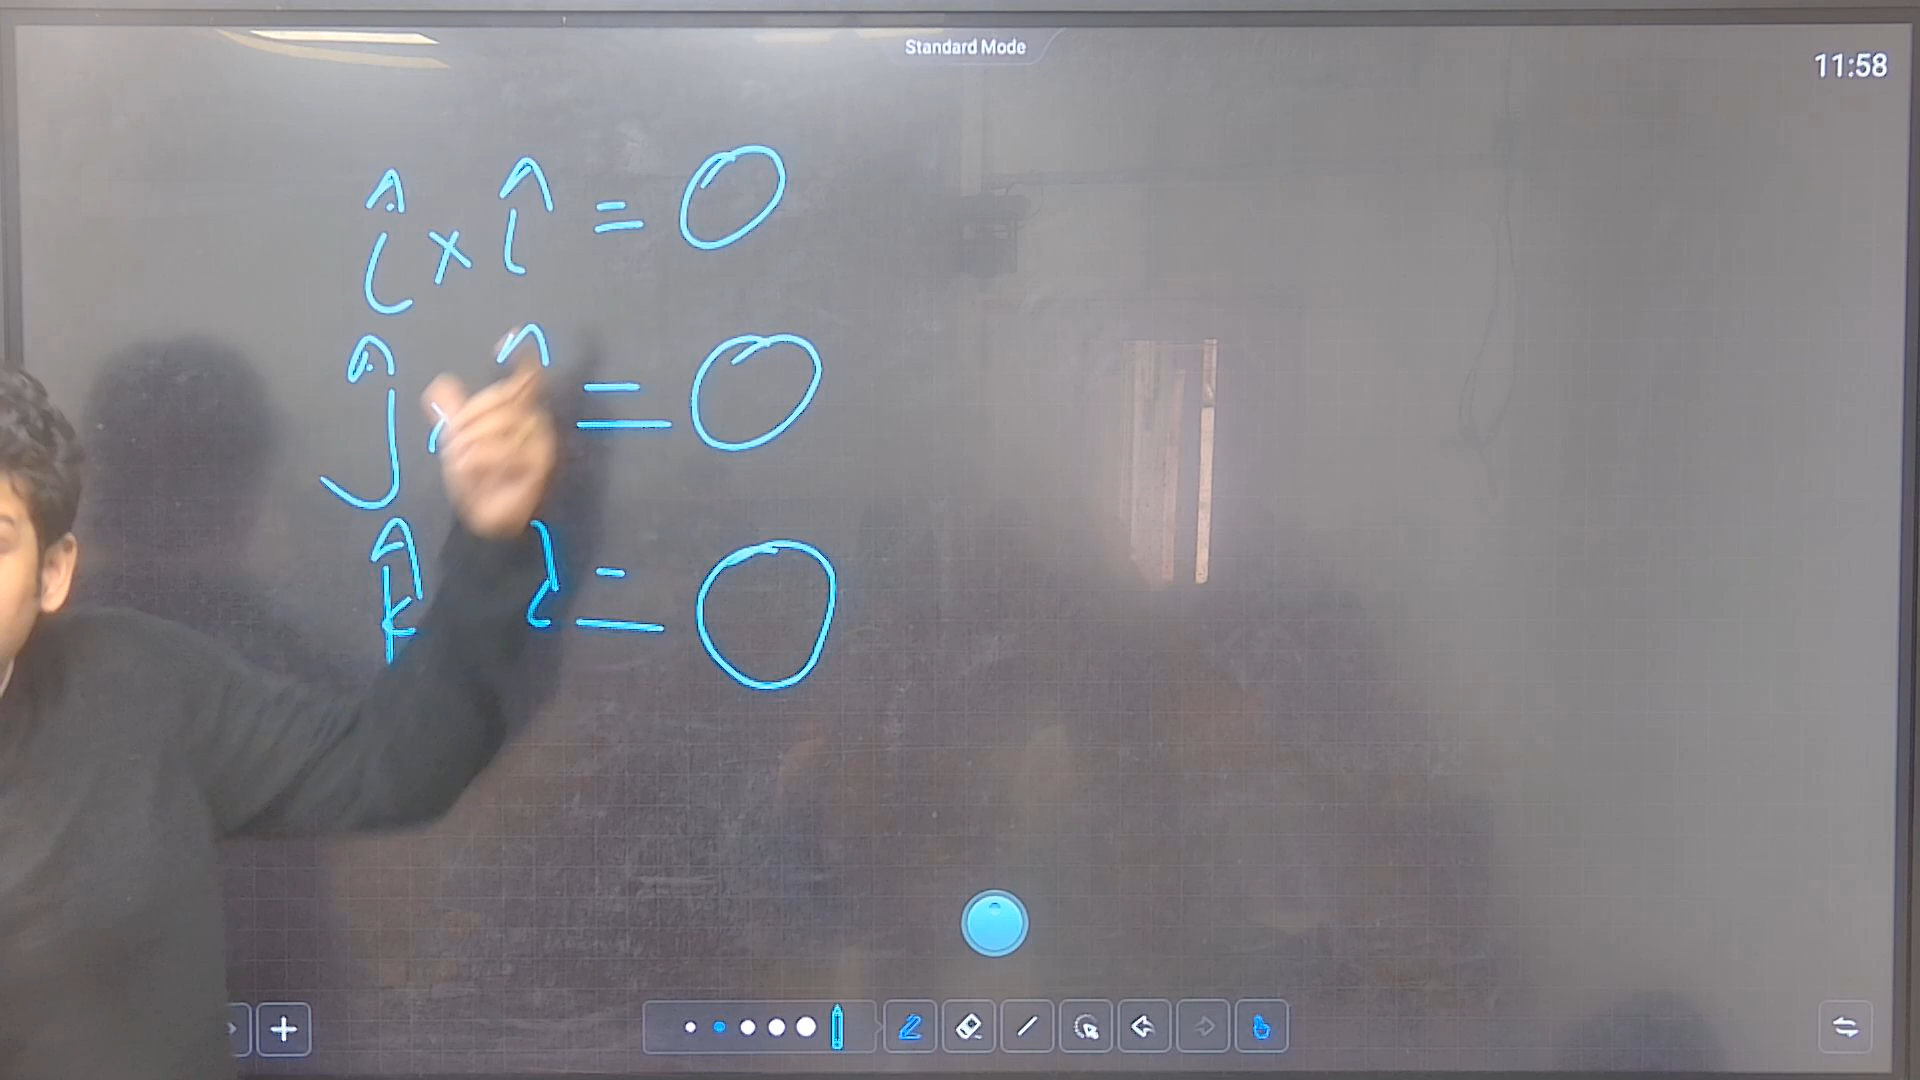 Standard Mode
11:58
î × î = 0
ĵ = 0
k̂ = 0